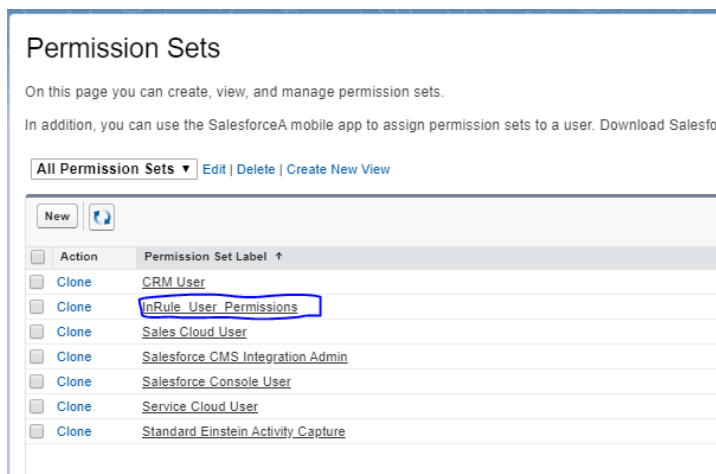 Permission Sets
On this page you can create, view, and manage permission sets.
In addition, you can use the SalesforceA mobile app to assign permission sets to a user. Download Salesfo
All Permission Sets ▼ Edit | Delete | Create New View
New
Action Permission Set Label ↑
Clone CRM User
Clone InRule_User_Permissions
Clone Sales Cloud User
Clone Salesforce CMS Integration Admin
Clone Salesforce Console User
Clone Service Cloud User
Clone Standard Einstein Activity Capture